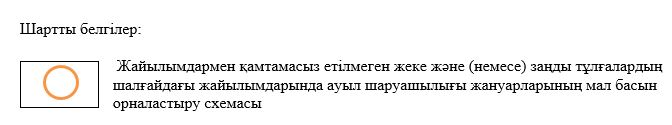 Шартты белгілер:
Жайылымдармен қамтамасыз етілмеген жеке және (немесе) заңды тұлғалардың
шалғайдағы жайылымдарында ауыл шаруашылығы жануарларының мал басын
орналастыру схемасы